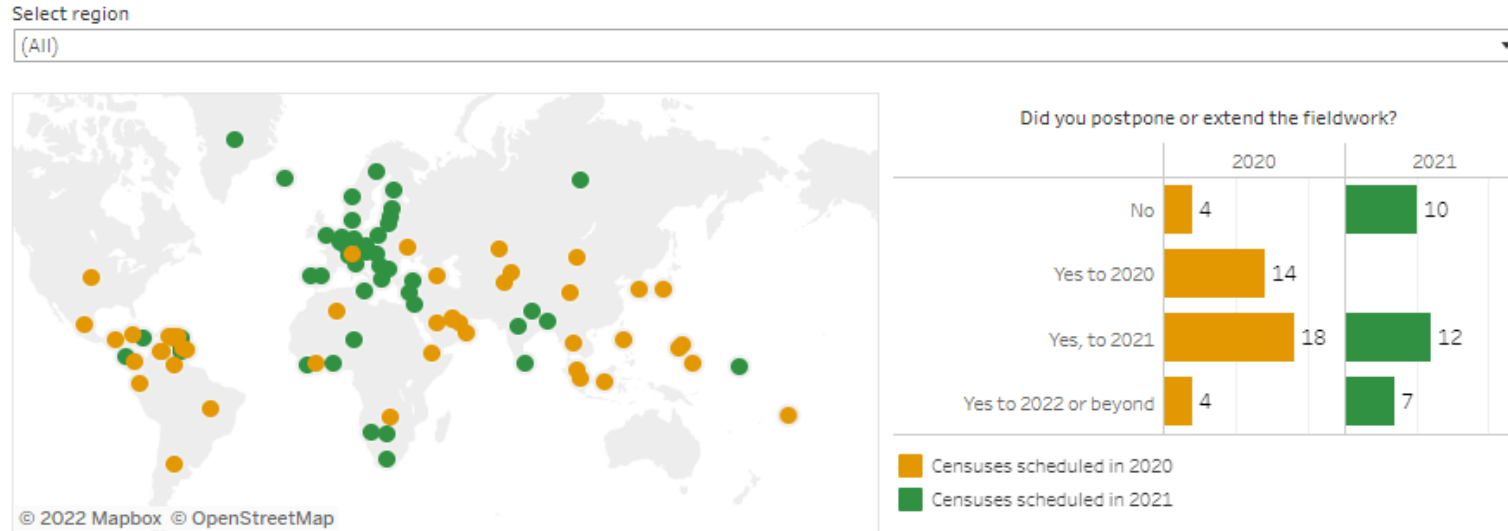 Select region
(All)
Did you postpone or extend the fieldwork?
2020 2021
No 4 10
Yes to 2020 14
Yes, to 2021 18 12
Yes to 2022 or beyond 4 7
Censuses scheduled in 2020
Censuses scheduled in 2021
© 2022 Mapbox © OpenStreetMap